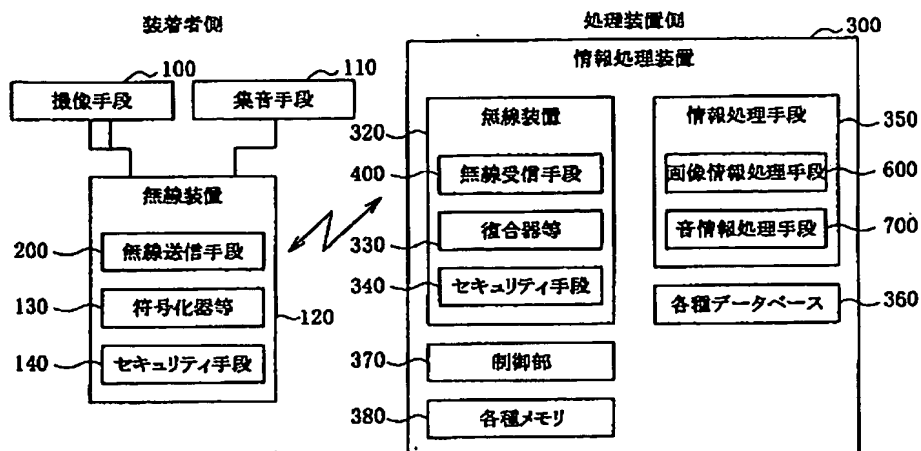 装着者側
処理装置側
300
100
110
撮像手段
集音手段
無線装置
200
無線送信手段
130
符号化器等
120
140
セキュリティ手段
情報処理装置
320
無線装置
400
無線受信手段
330
復合器等
340
セキュリティ手段
370
制御部
380
各種メモリ
情報処理手段
350
画像情報処理手段
600
音情報処理手段
700
各種データベース
360